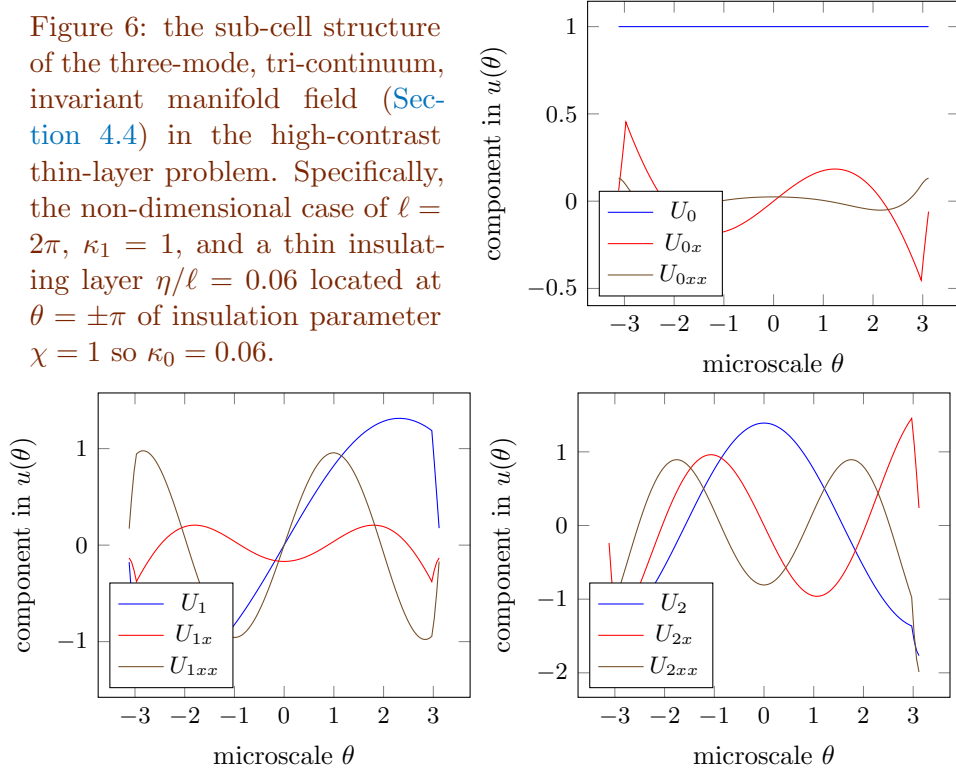 Figure 6: the sub-cell structure
of the three-mode, tri-continuum,
invariant manifold field (Sec-
tion 4.4) in the high-contrast
thin-layer problem. Specifically,
the non-dimensional case of ℓ =
2π, κ₁ = 1, and a thin insulat-
ing layer η/ℓ = 0.06 located at
θ = ±π of insulation parameter
χ = 1 so κ₀ = 0.06.
1
0.5
0
−0.5
component in u(θ)
U₀
U₀ₓ
U₀ₓₓ
−3 −2 −1 0 1 2 3
microscale θ
1
0
−1
component in u(θ)
U₁
U₁ₓ
U₁ₓₓ
−3 −2 −1 0 1 2 3
microscale θ
1
0
−1
−2
component in u(θ)
U₂
U₂ₓ
U₂ₓₓ
−3 −2 −1 0 1 2 3
microscale θ